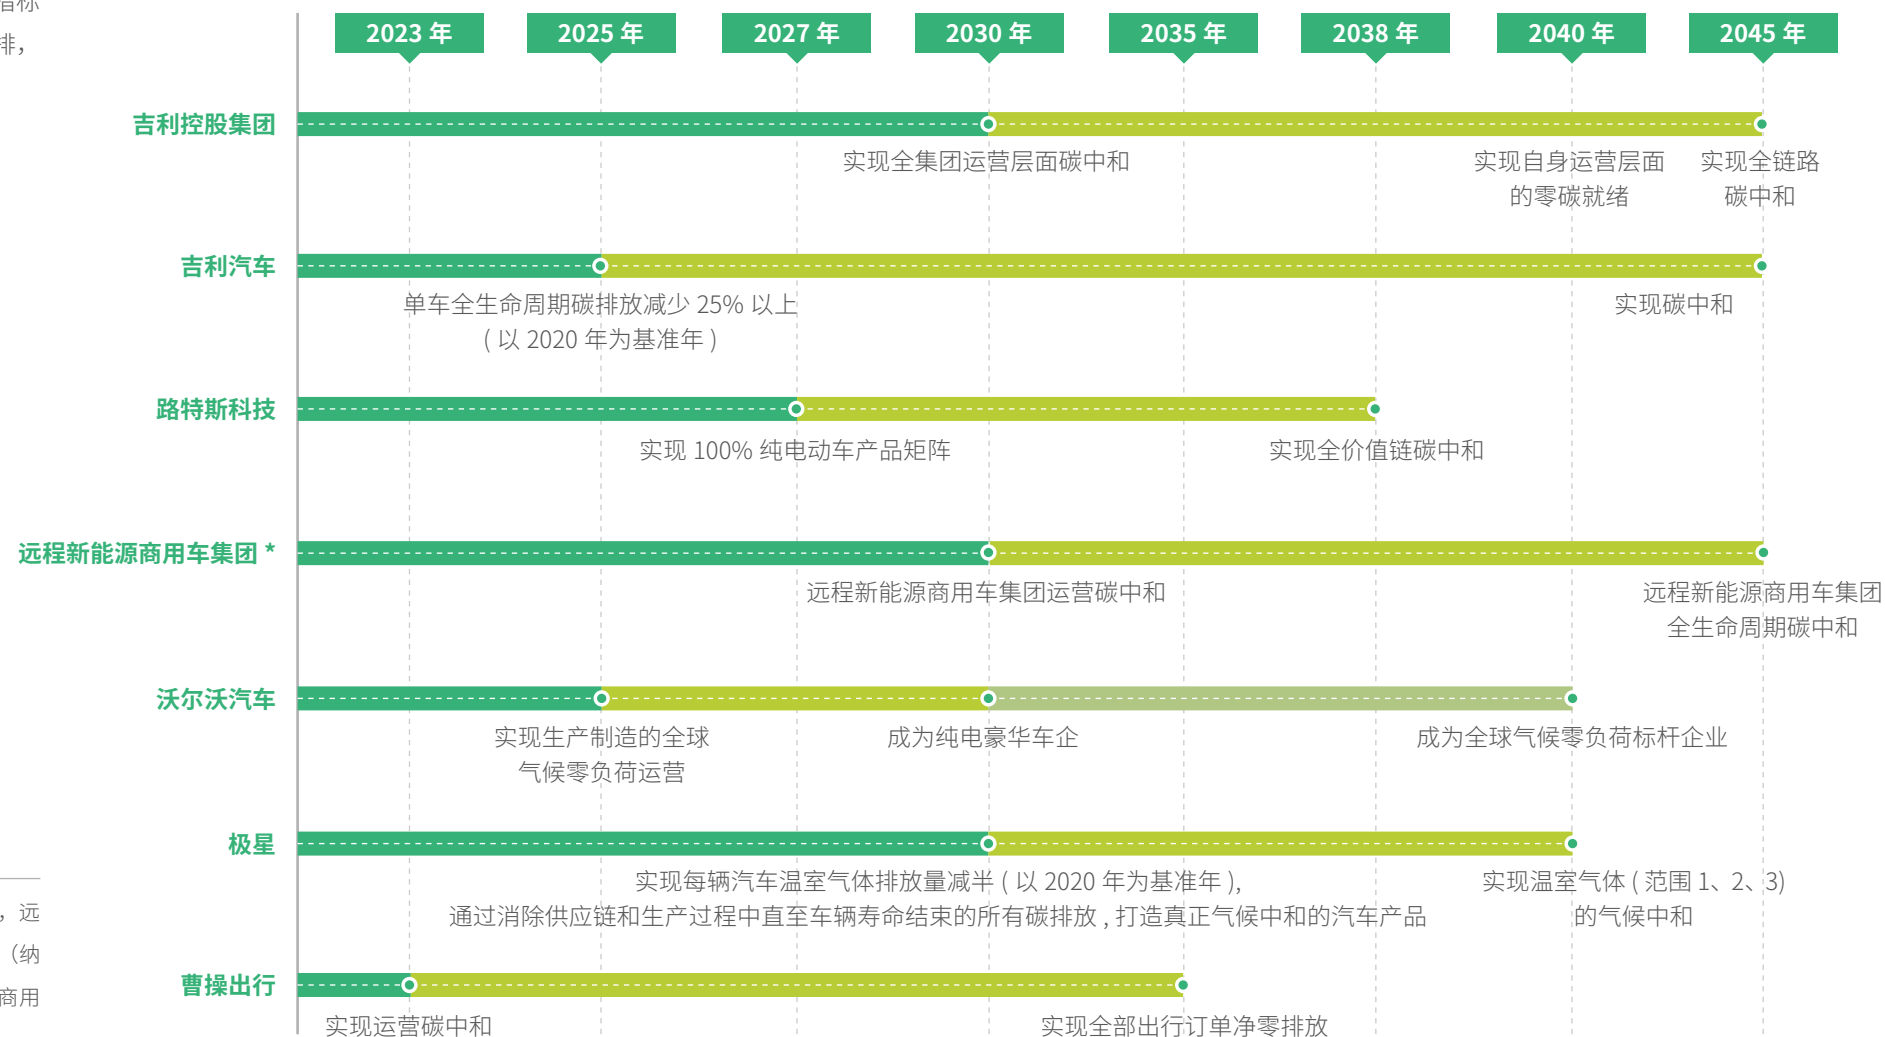 指标
排，
2023 年
2025 年
2027 年
2030 年
2035 年
2038 年
2040 年
2045 年
吉利控股集团
实现全集团运营层面碳中和
实现自身运营层面
的零碳就绪
实现全链路
碳中和
吉利汽车
单车全生命周期碳排放减少 25% 以上
( 以 2020 年为基准年 )
实现碳中和
路特斯科技
实现 100% 纯电动车产品矩阵
实现全价值链碳中和
远程新能源商用车集团 *
远程新能源商用车集团运营碳中和
远程新能源商用车集团
全生命周期碳中和
沃尔沃汽车
实现生产制造的全球
气候零负荷运营
成为纯电豪华车企
成为全球气候零负荷标杆企业
极星
实现每辆汽车温室气体排放量减半 ( 以 2020 年为基准年 ),
通过消除供应链和生产过程中直至车辆寿命结束的所有碳排放 , 打造真正气候中和的汽车产品
实现温室气体 ( 范围 1、2、3)
的气候中和
曹操出行
实现运营碳中和
实现全部出行订单净零排放
，远
（纳
商用